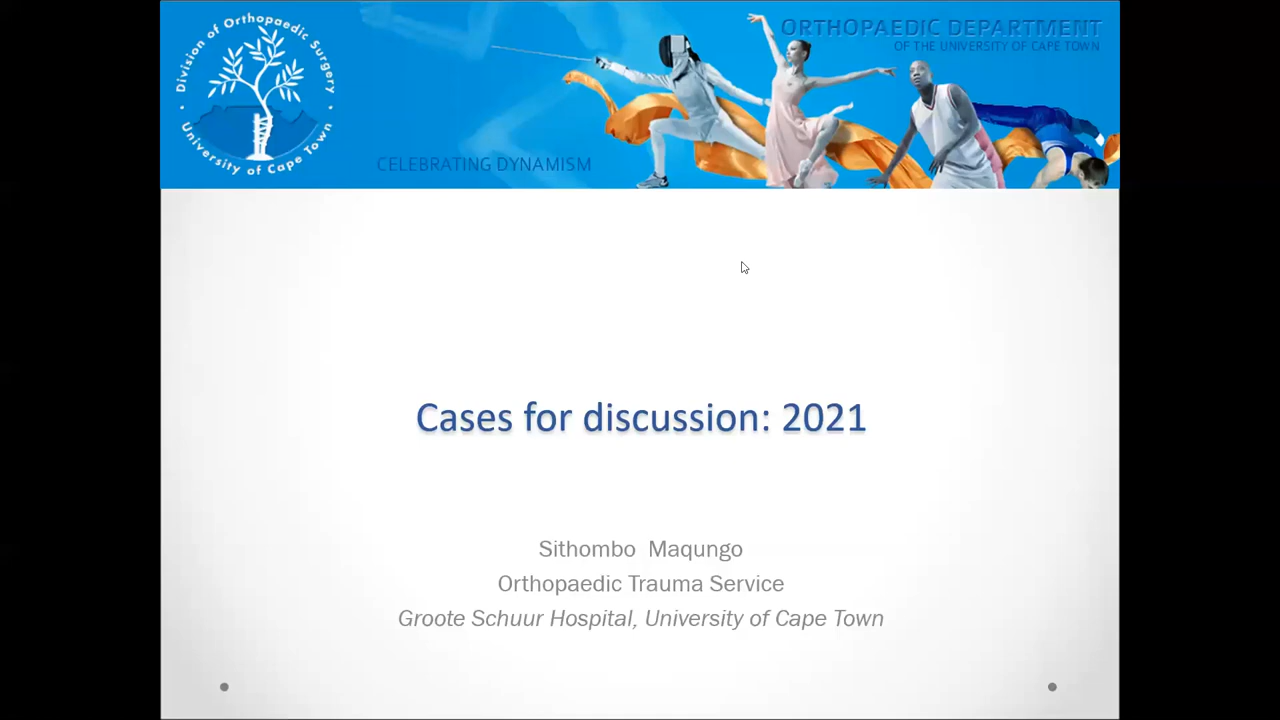 Division of Orthopaedic Surgery
University of Cape Town
ORTHOPAEDIC DEPARTMENT
OF THE UNIVERSITY OF CAPE TOWN
CELEBRATING DYNAMISM
Cases for discussion: 2021
Sithombo Maqungo
Orthopaedic Trauma Service
Groote Schuur Hospital, University of Cape Town